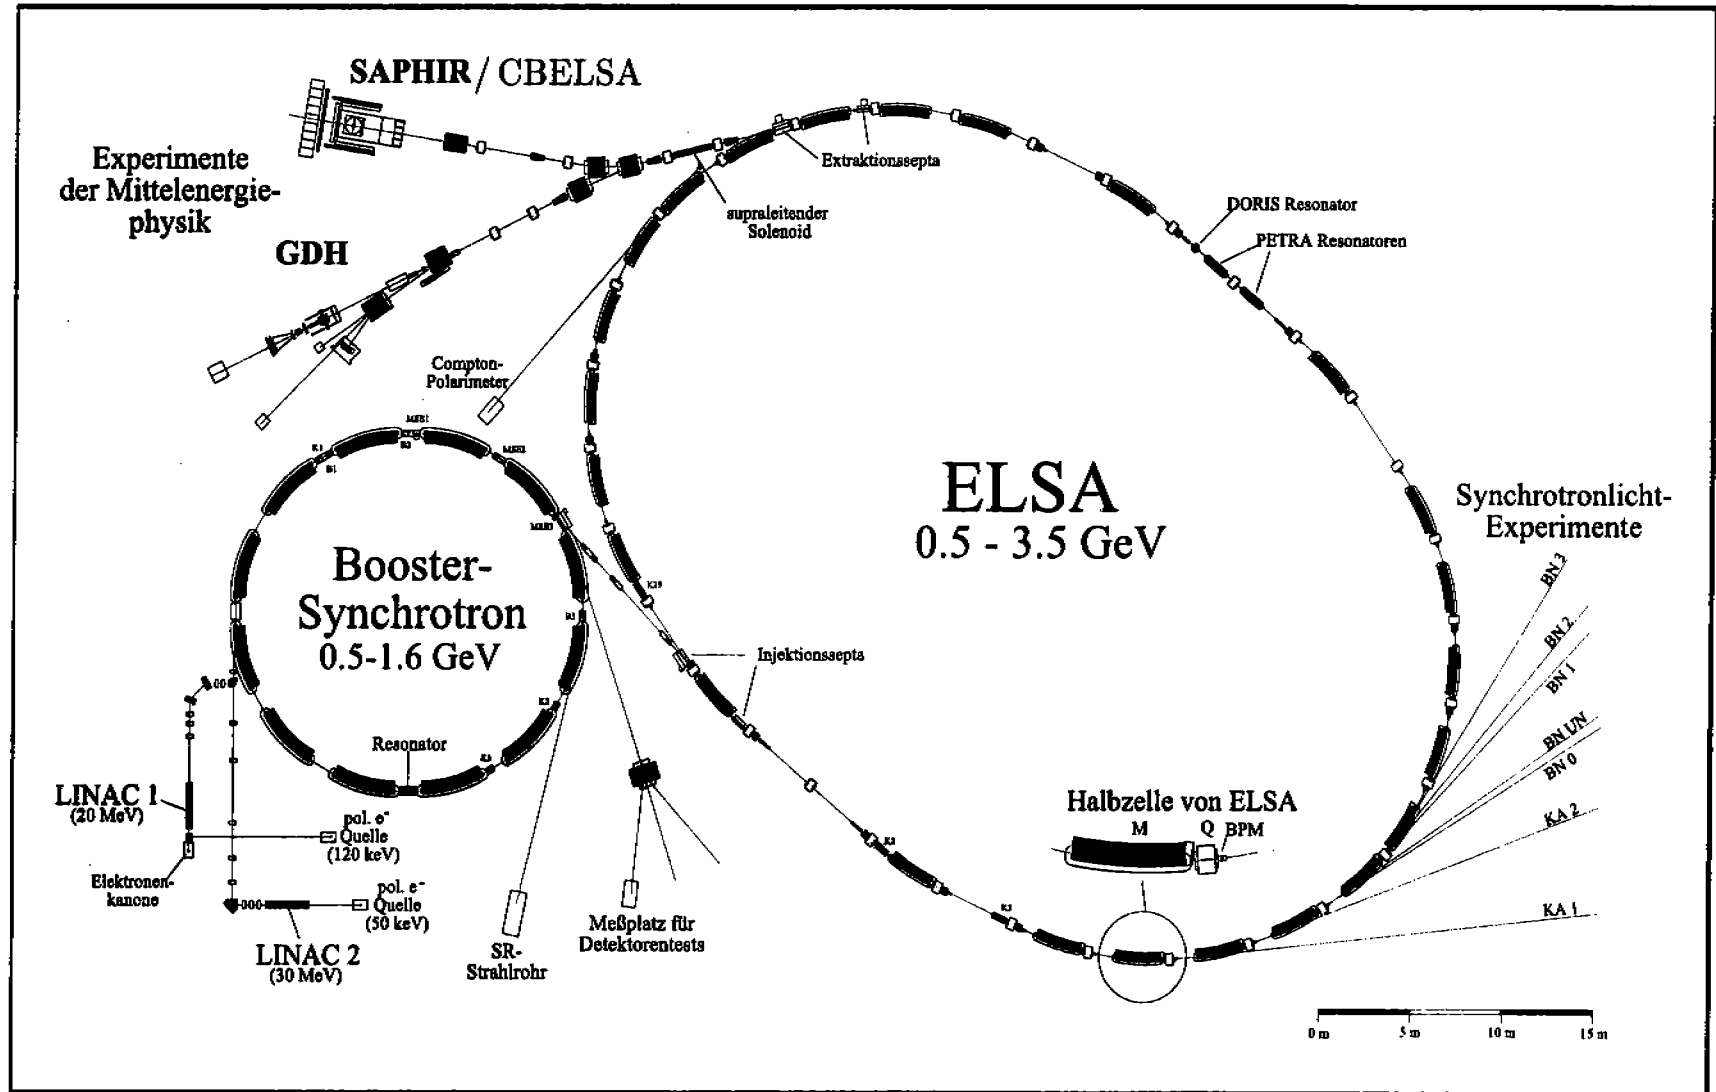 SAPHIR / CBELSA
Experimente
der Mittelenergie-
physik
GDH
Extraktionssepta
supraleitender
Solenoid
DORIS Resonator
PETRA Resonatoren
Compton-
Polarimeter
ELSA
0.5 - 3.5 GeV
Synchrotronlicht-
Experimente
BN 3
BN 2
BN 1
BN UN
BN 0
KA 2
KA 1
Booster-
Synchrotron
0.5-1.6 GeV
Injektionssepta
Resonator
LINAC 1
(20 MeV)
pol. e⁻
Quelle
(120 keV)
Elektronen-
kanone
pol. e⁻
Quelle
(50 keV)
LINAC 2
(30 MeV)
SR-
Strahlrohr
Meßplatz für
Detektorentests
Halbzelle von ELSA
M Q BPM
0 m 5 m 10 m 15 m